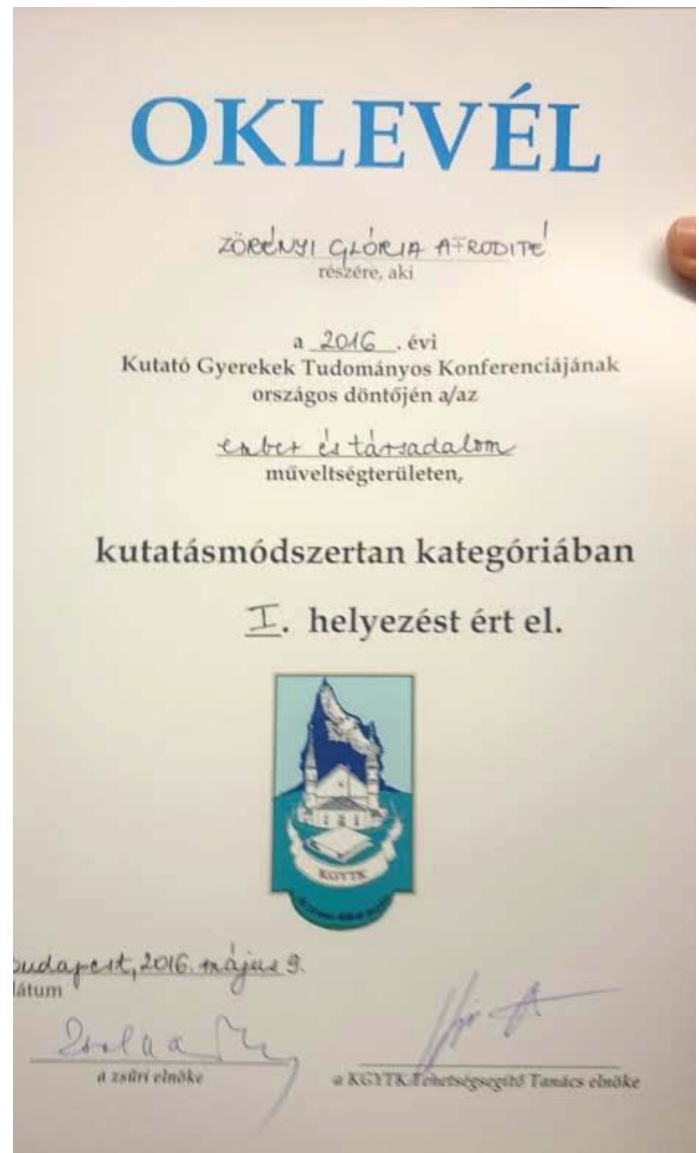 OKLEVÉL
ZÖRÉNYI GLÓRIA AFRODITÉ
részére, aki
a 2016. évi
Kutató Gyerekek Tudományos Konferenciájának
országos döntőjén a/az
ember és társadalom
műveltségterületen,
kutatásmódszertan kategóriában
I. helyezést ért el.
KGYTK
budapest, 2016. május 9.
látum
a zsűri elnöke
a KGYTK Tehetségsegítő Tanács elnöke